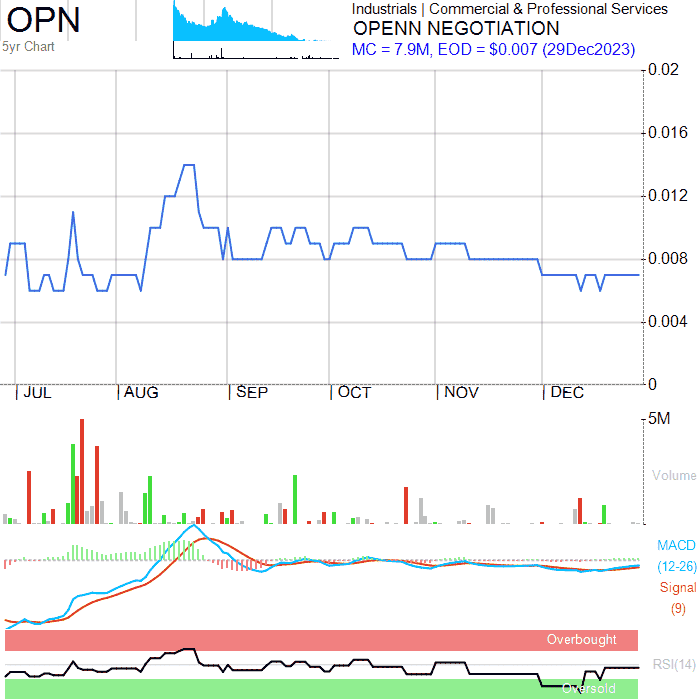 OPN
5yr Chart
Industrials | Commercial & Professional Services
OPENN NEGOTIATION
MC = 7.9M, EOD = $0.007 (29Dec2023)
0.02
0.016
0.012
0.008
0.004
0
| JUL | AUG | SEP | OCT | NOV | DEC
5M
Volume
MACD
(12-26)
Signal
(9)
Overbought
RSI(14)
Oversold